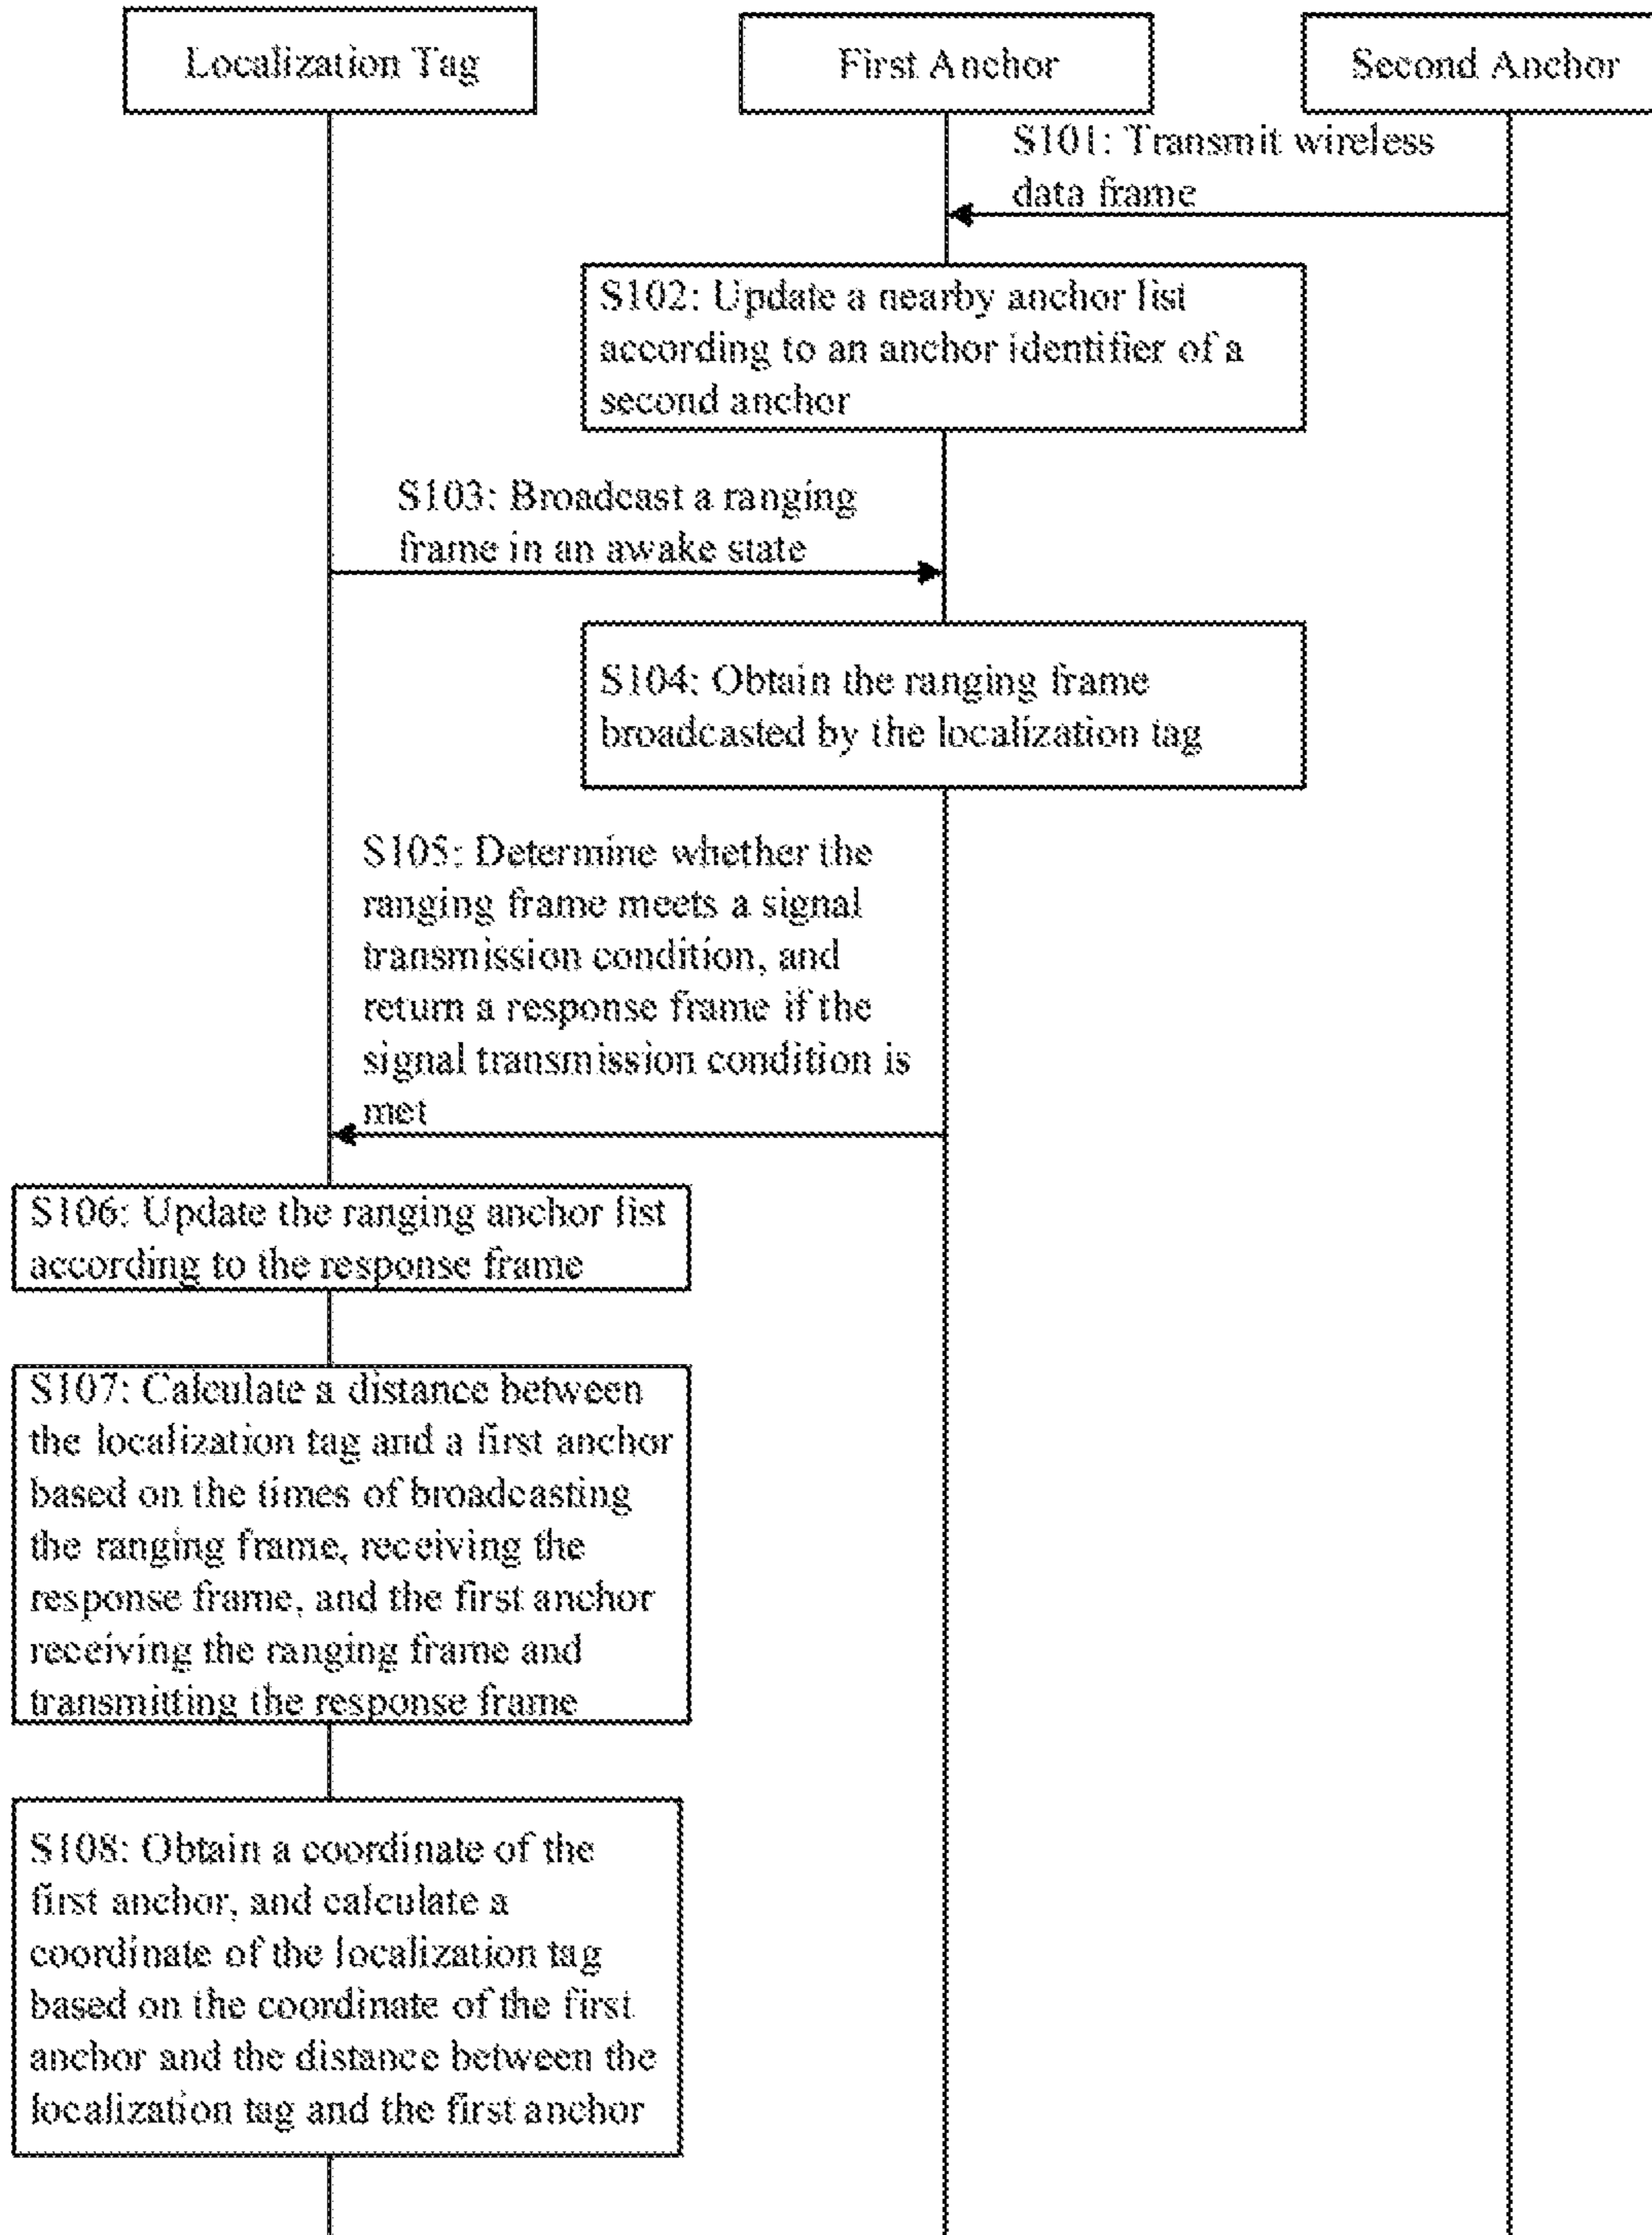 Localization Tag
First Anchor
Second Anchor
S101: Transmit wireless
data frame
S102: Update a nearby anchor list
according to an anchor identifier of a
second anchor
S103: Broadcast a ranging
frame in an awake state
S104: Obtain the ranging frame
broadcasted by the localization tag
S105: Determine whether the
ranging frame meets a signal
transmission condition, and
return a response frame if the
signal transmission condition is
met
S106: Update the ranging anchor list
according to the response frame
S107: Calculate a distance between
the localization tag and a first anchor
based on the times of broadcasting
the ranging frame, receiving the
response frame, and the first anchor
receiving the ranging frame and
transmitting the response frame
S108: Obtain a coordinate of the
first anchor, and calculate a
coordinate of the localization tag
based on the coordinate of the first
anchor and the distance between the
localization tag and the first anchor